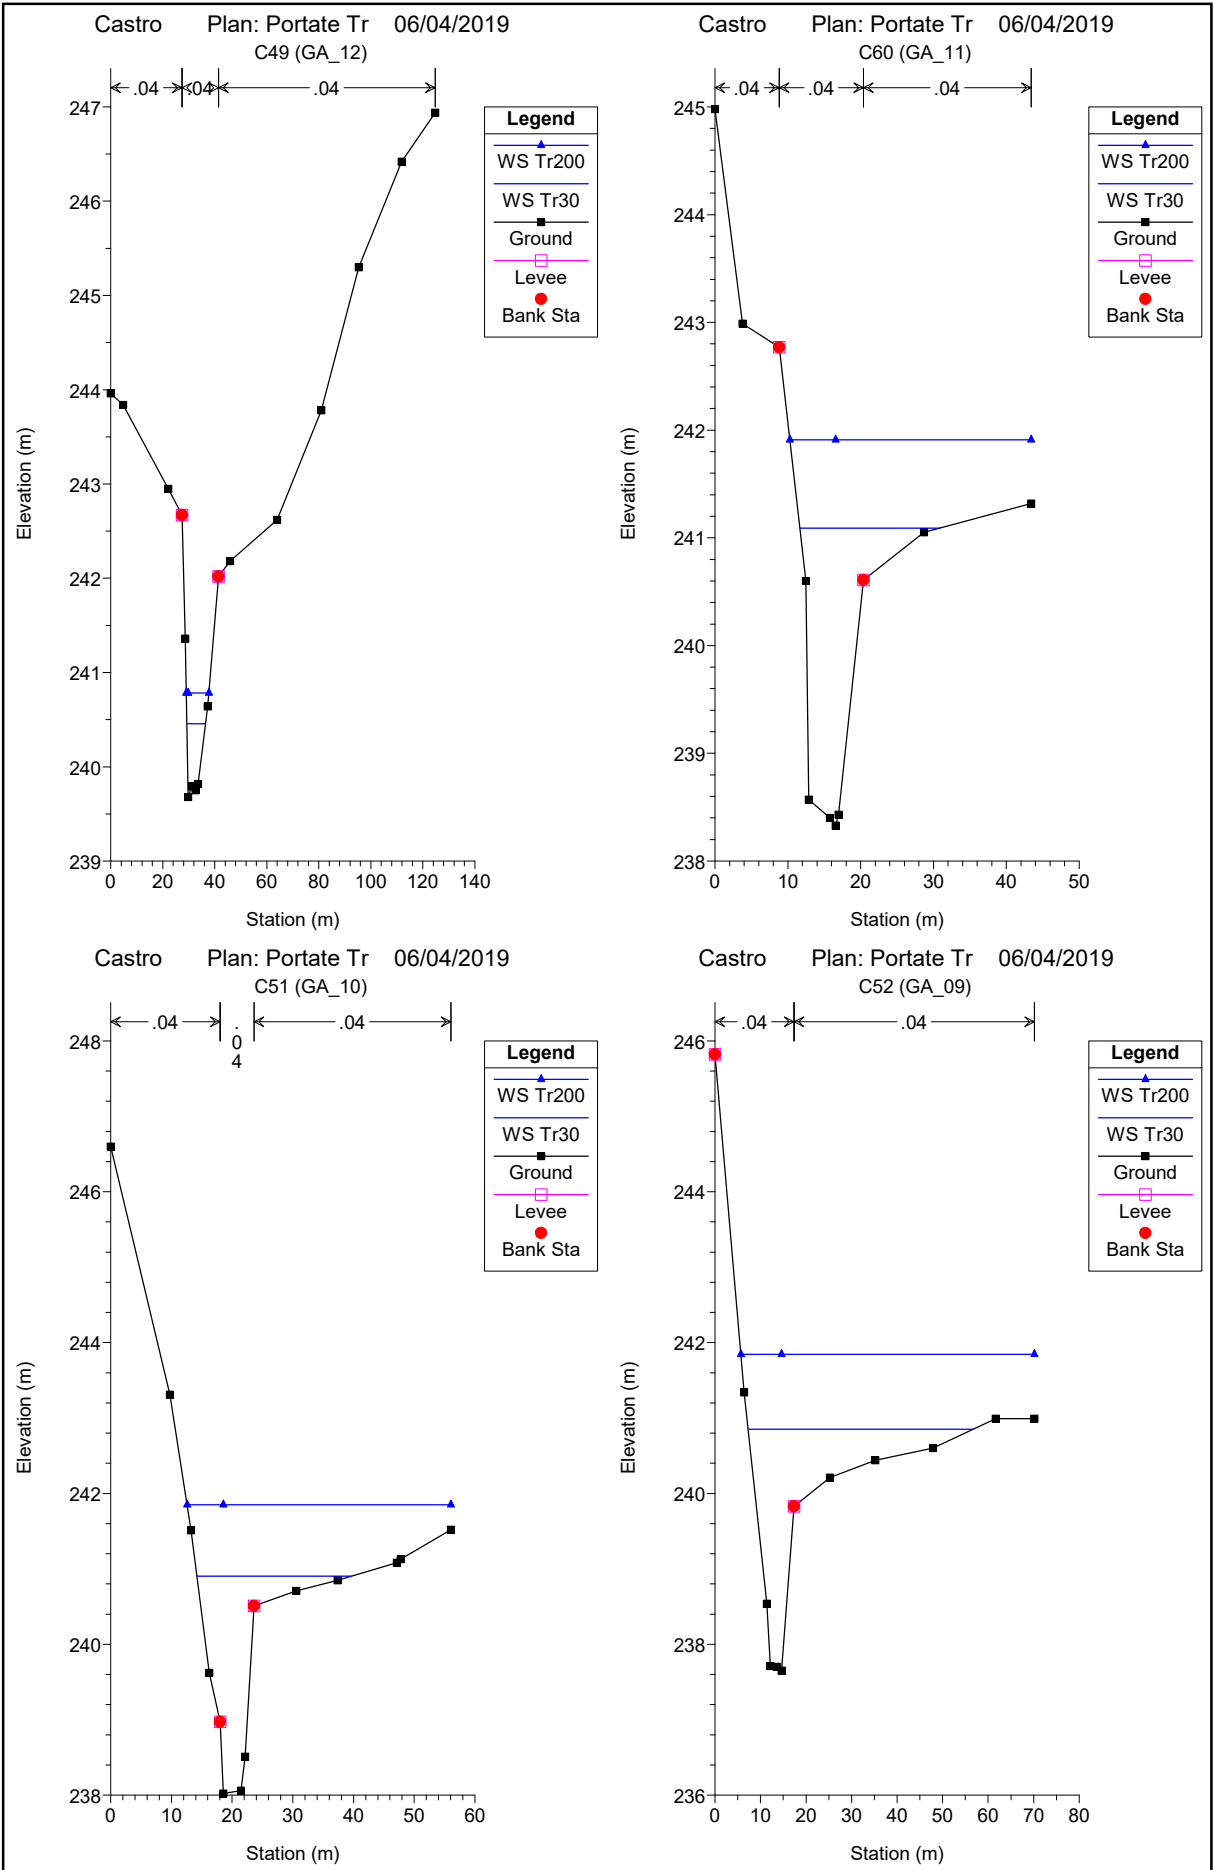 Castro Plan: Portate Tr 06/04/2019
C49 (GA_12)
.04 .04 .04
247
246
245
244
243
242
241
240
239
Elevation (m)
0 20 40 60 80 100 120 140
Station (m)
Legend
WS Tr200
WS Tr30
Ground
Levee
Bank Sta
Castro Plan: Portate Tr 06/04/2019
C60 (GA_11)
.04 .04 .04
245
244
243
242
241
240
239
238
Elevation (m)
0 10 20 30 40 50
Station (m)
Legend
WS Tr200
WS Tr30
Ground
Levee
Bank Sta
Castro Plan: Portate Tr 06/04/2019
C51 (GA_10)
.04 .04 .04
248
246
244
242
240
238
Elevation (m)
0 10 20 30 40 50 60
Station (m)
Legend
WS Tr200
WS Tr30
Ground
Levee
Bank Sta
Castro Plan: Portate Tr 06/04/2019
C52 (GA_09)
.04 .04
246
244
242
240
238
236
Elevation (m)
0 10 20 30 40 50 60 70 80
Station (m)
Legend
WS Tr200
WS Tr30
Ground
Levee
Bank Sta